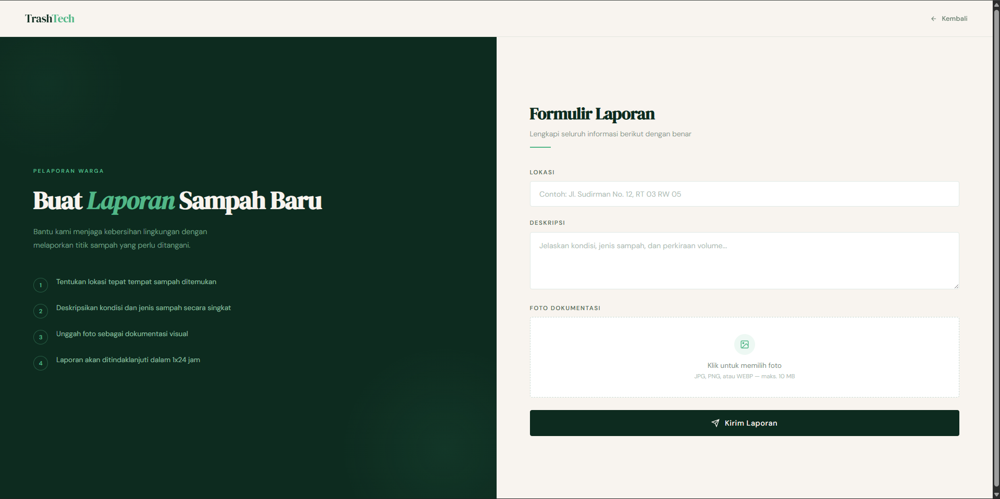 TrashTech
Kembali
PELAPORAN WARGA
Buat Laporan Sampah Baru
Bantu kami menjaga kebersihan lingkungan dengan
melaporkan titik sampah yang perlu ditangani.
1 Tentukan lokasi tepat tempat sampah ditemukan
2 Deskripsikan kondisi dan jenis sampah secara singkat
3 Unggah foto sebagai dokumentasi visual
4 Laporan akan ditindaklanjuti dalam 1x24 jam
Formulir Laporan
Lengkapi seluruh informasi berikut dengan benar
LOKASI
Contoh: Jl. Sudirman No. 12, RT 03 RW 05
DESKRIPSI
Jelaskan kondisi, jenis sampah, dan perkiraan volume...
FOTO DOKUMENTASI
Klik untuk memilih foto
JPG, PNG, atau WEBP — maks. 10 MB
Kirim Laporan